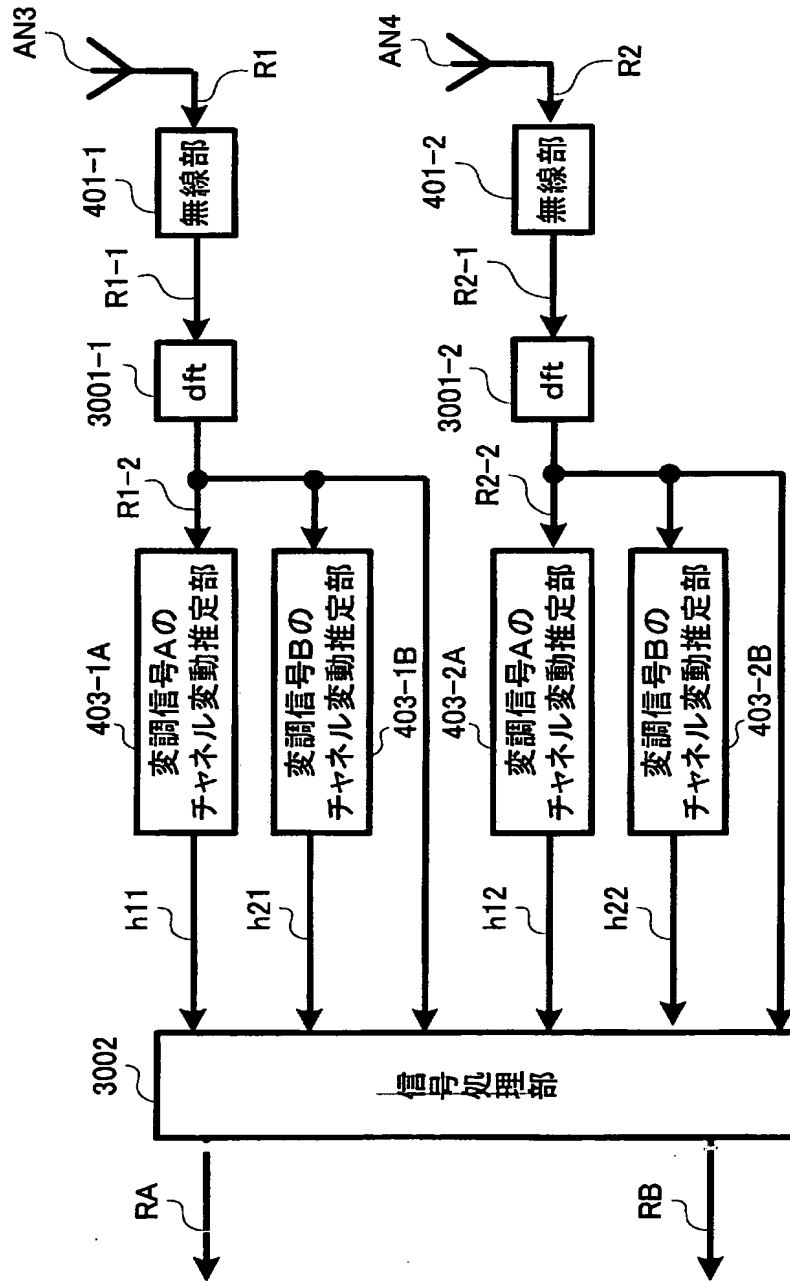 AN3
R1
401-1
無線部
R1-1
3001-1
dft
R1-2
403-1A
変調信号Aの
チャネル変動推定部
変調信号Bの
チャネル変動推定部
403-1B
h11
h21
AN4
R2
401-2
無線部
R2-1
3001-2
dft
R2-2
403-2A
変調信号Aの
チャネル変動推定部
変調信号Bの
チャネル変動推定部
403-2B
h12
h22
3002
信号処理部
RA
RB